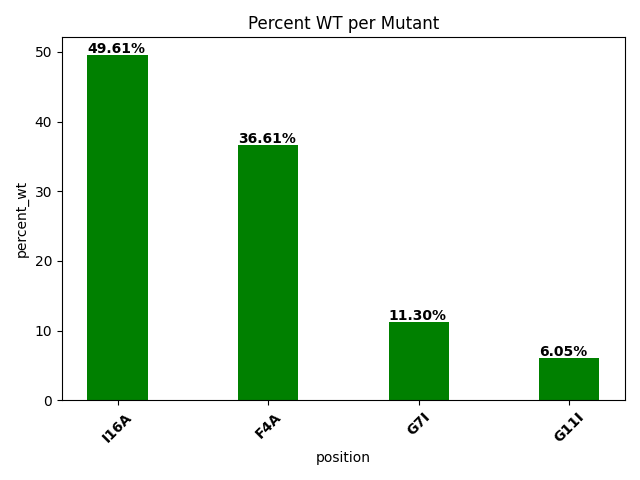 Percent WT per Mutant
percent_wt
50
40
30
20
10
0
49.61%
36.61%
11.30%
6.05%
I16A
F4A
G7I
G11I
position